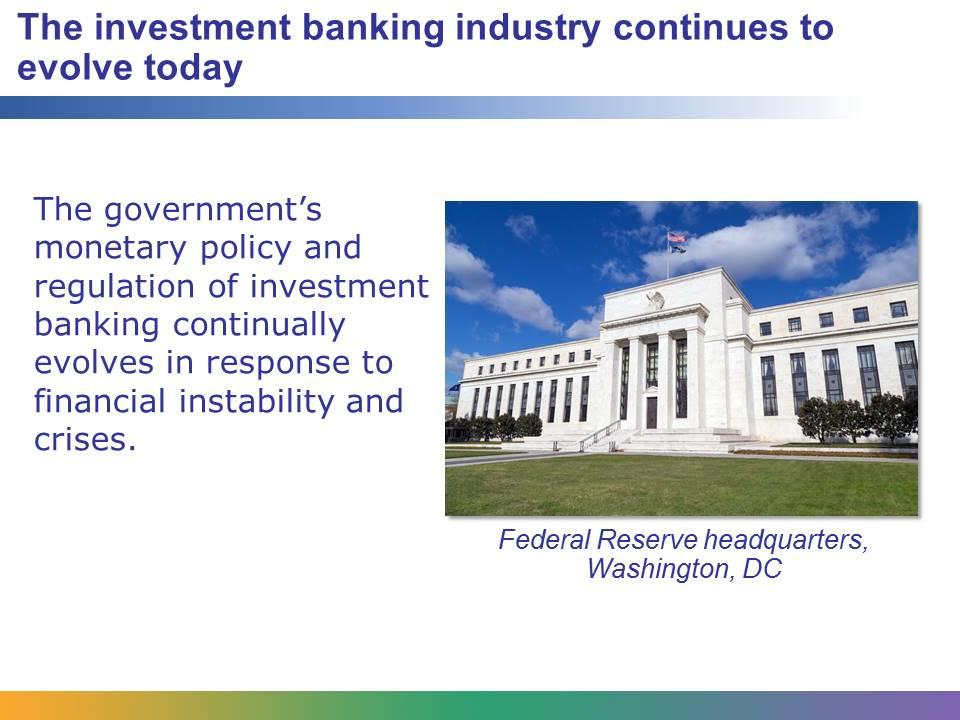 The investment banking industry continues to
evolve today
The government’s
monetary policy and
regulation of investment
banking continually
evolves in response to
financial instability and
crises.
Federal Reserve headquarters,
Washington, DC